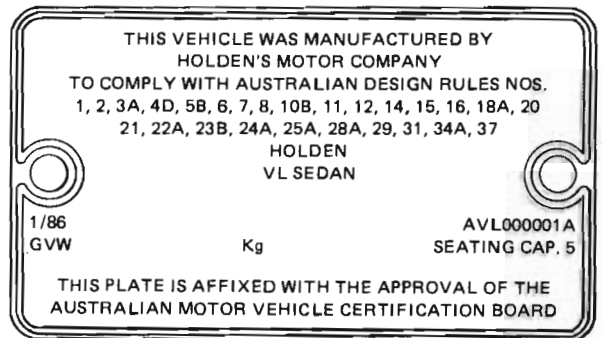 THIS VEHICLE WAS MANUFACTURED BY
HOLDEN'S MOTOR COMPANY
TO COMPLY WITH AUSTRALIAN DESIGN RULES NOS.
1, 2, 3A, 4D, 5B, 6, 7, 8, 10B, 11, 12, 14, 15, 16, 18A, 20
21, 22A, 23B, 24A, 25A, 28A, 29, 31, 34A, 37
HOLDEN
VL SEDAN
1/86 AVL000001A
GVW Kg SEATING CAP. 5
THIS PLATE IS AFFIXED WITH THE APPROVAL OF THE
AUSTRALIAN MOTOR VEHICLE CERTIFICATION BOARD